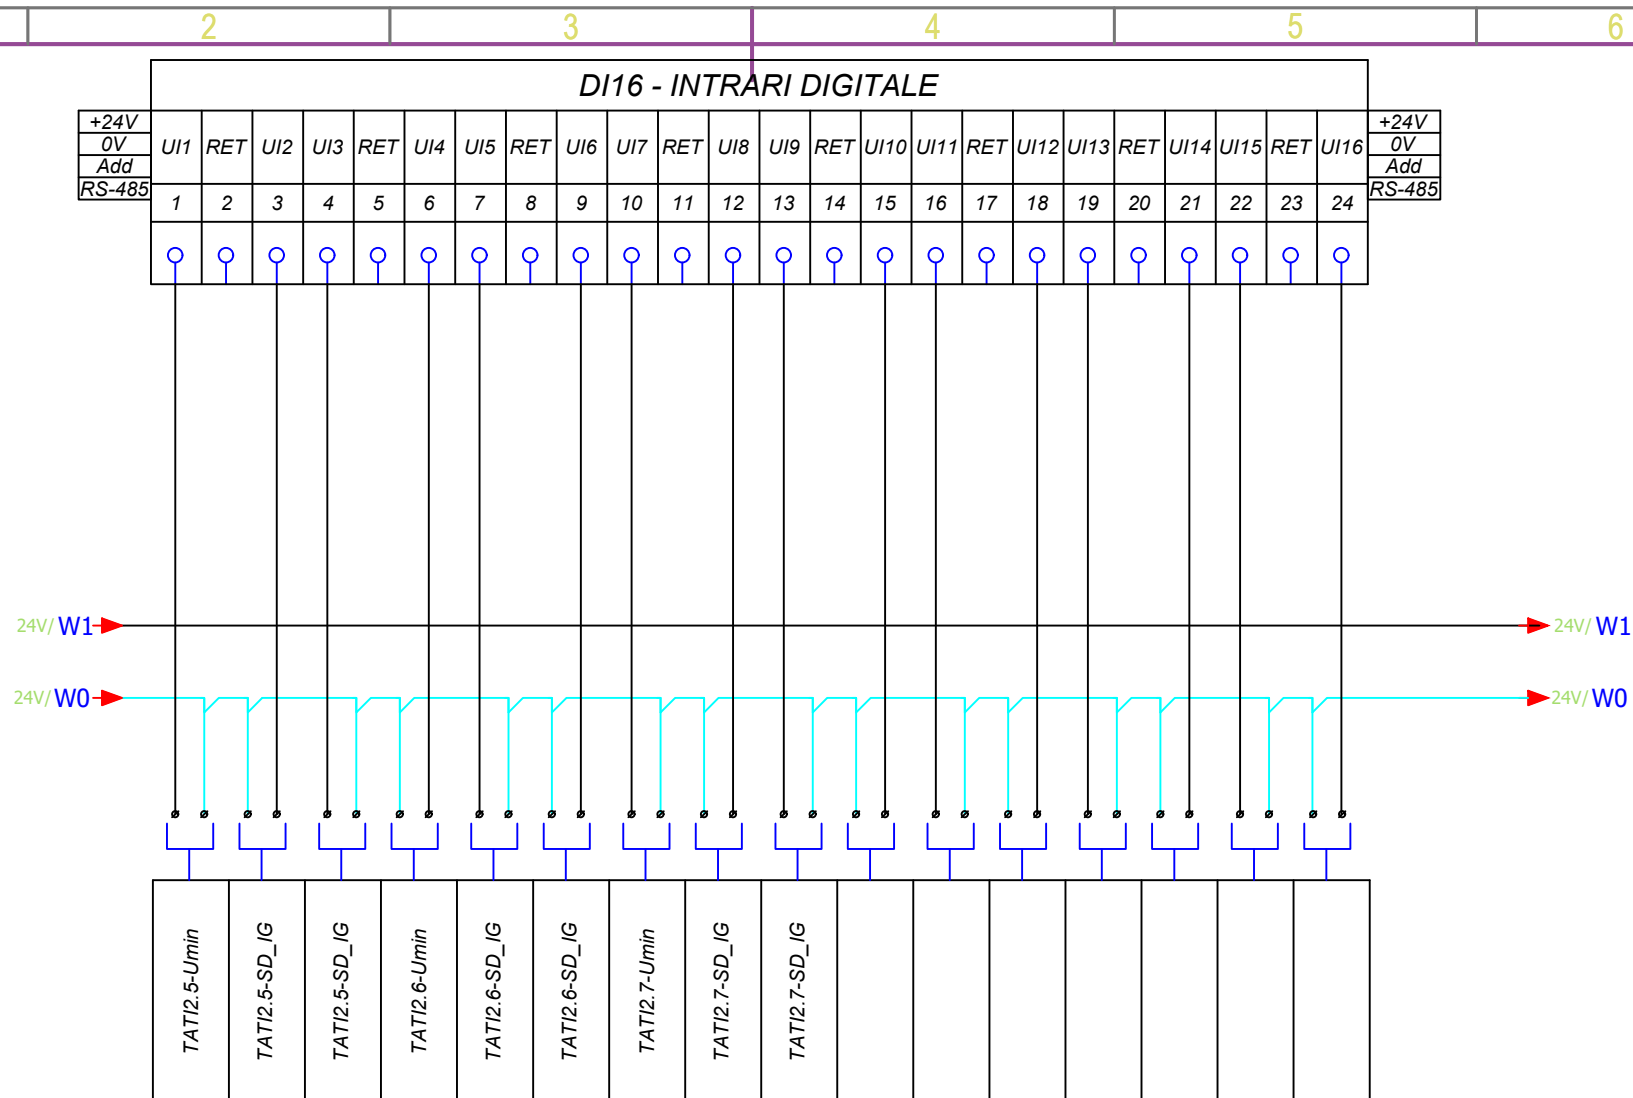 2 3 4 5 6
DI16 - INTRARI DIGITALE
+24V
0V
Add
RS-485
UI1 RET UI2 UI3 RET UI4 UI5 RET UI6 UI7 RET UI8 UI9 RET UI10 UI11 RET UI12 UI13 RET UI14 UI15 RET UI16
1 2 3 4 5 6 7 8 9 10 11 12 13 14 15 16 17 18 19 20 21 22 23 24
+24V
0V
Add
RS-485
24V/ W1 24V/ W1
24V/ W0 24V/ W0
TATI2.5-Umin
TATI2.5-SD_IG
TATI2.5-SD_IG
TATI2.6-Umin
TATI2.6-SD_IG
TATI2.6-SD_IG
TATI2.7-Umin
TATI2.7-SD_IG
TATI2.7-SD_IG